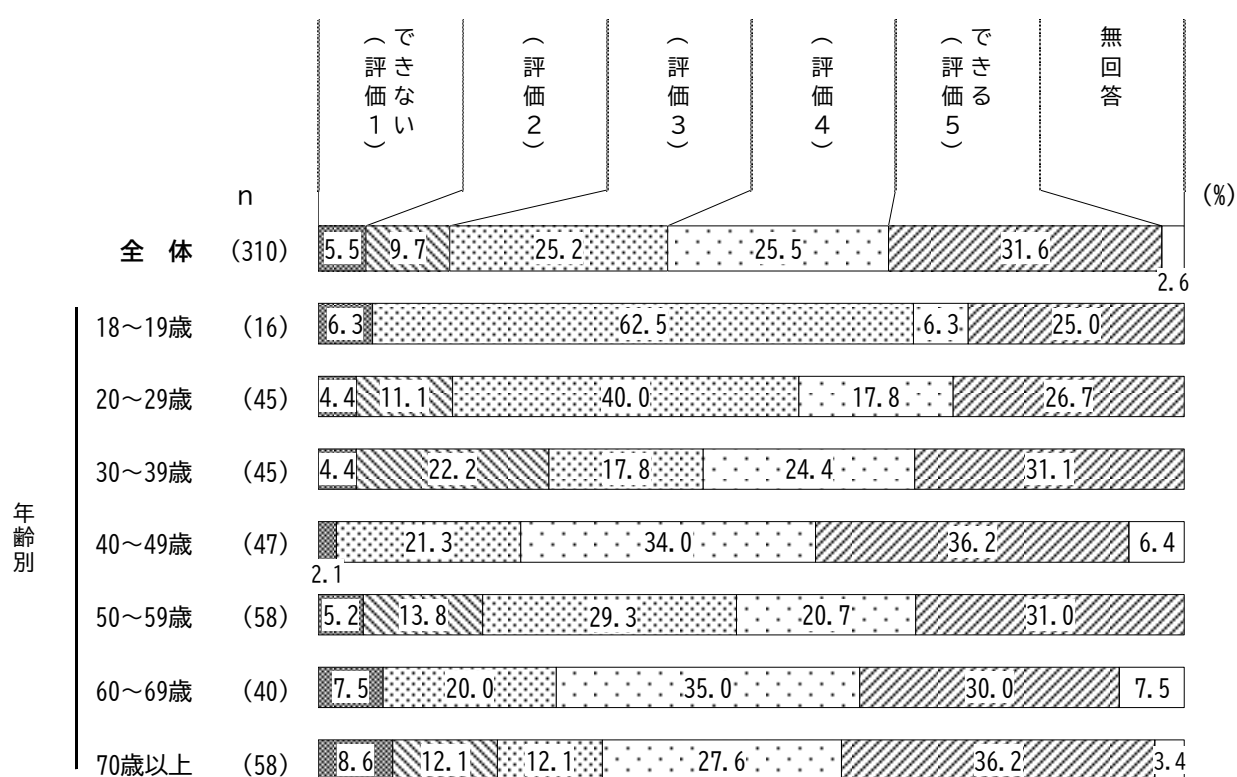 できない
（評価１）
（評価２）
（評価３）
（評価４）
できる
（評価５）
無回答
n
(%)
全 体 (310) 5.5 9.7 25.2 25.5 31.6 2.6
年齢別
18～19歳 (16) 6.3 62.5 6.3 25.0
20～29歳 (45) 4.4 11.1 40.0 17.8 26.7
30～39歳 (45) 4.4 22.2 17.8 24.4 31.1
40～49歳 (47) 2.1 21.3 34.0 36.2 6.4
50～59歳 (58) 5.2 13.8 29.3 20.7 31.0
60～69歳 (40) 7.5 20.0 35.0 30.0 7.5
70歳以上 (58) 8.6 12.1 12.1 27.6 36.2 3.4